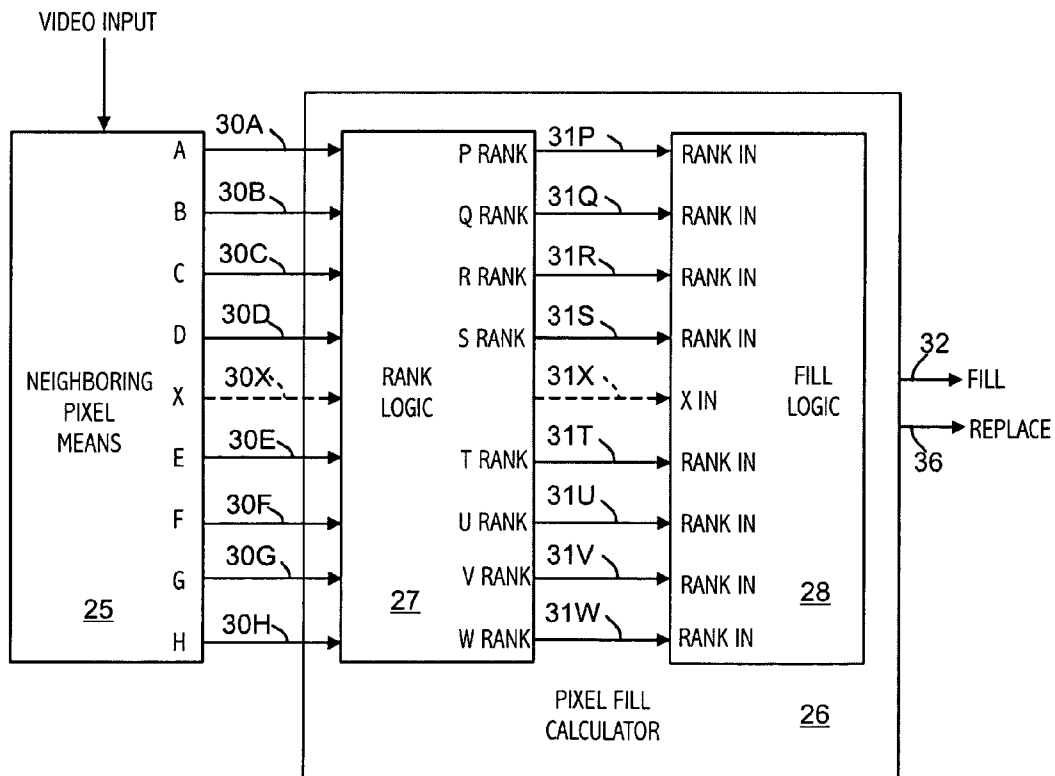 VIDEO INPUT
A 30A P RANK 31P RANK IN
B 30B Q RANK 31Q RANK IN
C 30C R RANK 31R RANK IN
D 30D S RANK 31S RANK IN
NEIGHBORING
PIXEL
MEANS
X 30X
RANK
LOGIC
31X X IN
FILL
LOGIC
32 FILL
REPLACE
36
E 30E T RANK 31T RANK IN
F 30F U RANK 31U RANK IN
G 30G V RANK 31V RANK IN
25 27 28
H 30H W RANK 31W RANK IN
PIXEL FILL
CALCULATOR
26